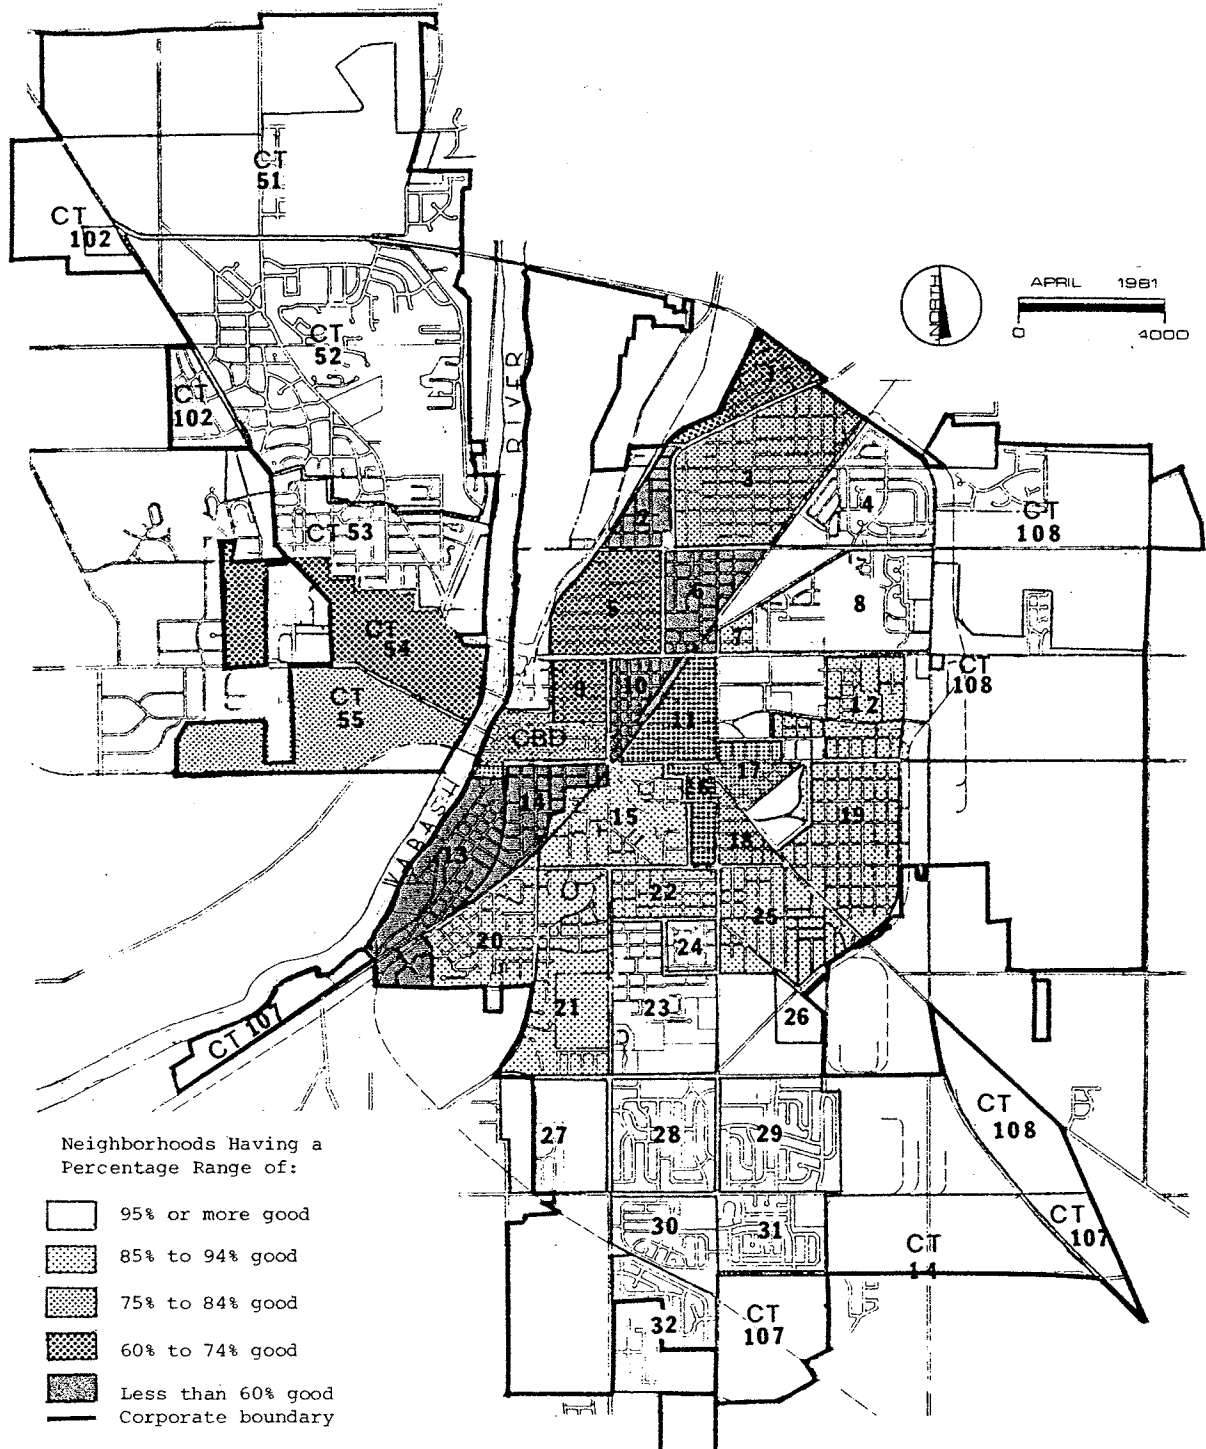 CT
51
CT
102
CT
52
CT
102
CT 53
CT
54
CT
55
RIVER
WABASH
NORTH
APRIL 1981
0 4000
1
2
3
4
5
6
7
8
9
10
11
12
CBD
13
14
15
16
17
18
19
20
21
22
23
24
25
26
27
28
29
30
31
32
CT
108
CT
108
CT
108
CT
107
CT
14
CT
107
CT 107
Neighborhoods Having a
Percentage Range of:
95% or more good
85% to 94% good
75% to 84% good
60% to 74% good
Less than 60% good
Corporate boundary